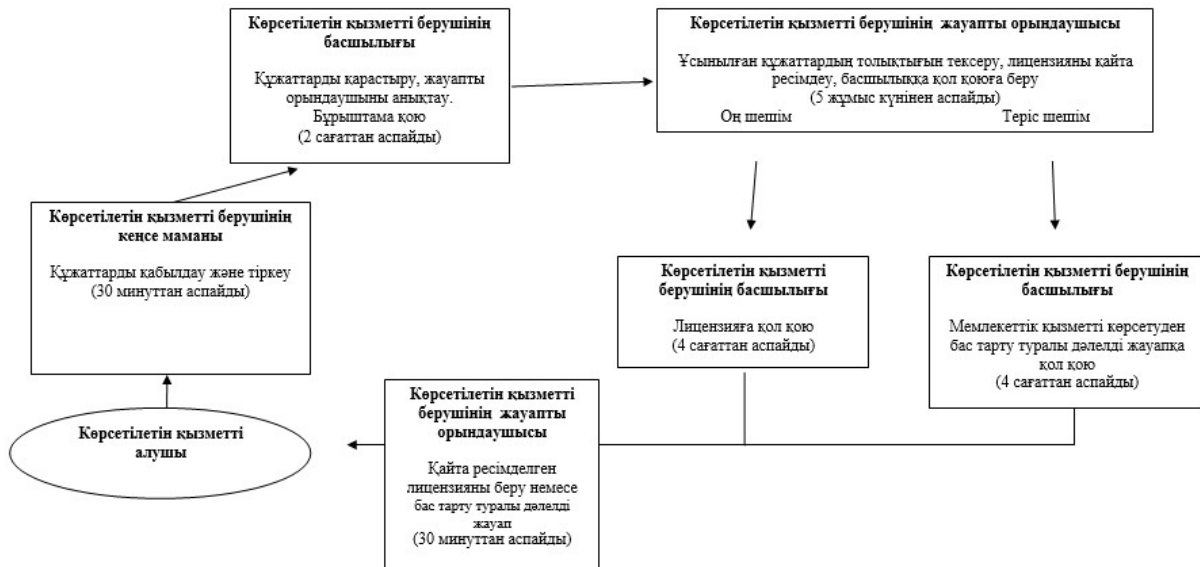 Көрсетілетін қызметті берушінің
басшылығы
Құжаттарды қарастыру, жауапты
орындаушыны анықтау.
Бұрыштама қою
(2 сағаттан аспайды)
Көрсетілетін қызметті берушінің жауапты орындаушысы
Ұсынылған құжаттардың толықтығын тексеру, лицензияны қайта
ресімдеу, басшылыққа қол қоюға беру
(5 жұмыс күнінен аспайды)
Оң шешім Теріс шешім
Көрсетілетін қызметті берушінің
кеңсе маманы
Құжаттарды қабылдау және тіркеу
(30 минуттан аспайды)
Көрсетілетін қызметті
берушінің басшылығы
Лицензияға қол қою
(4 сағаттан аспайды)
Көрсетілетін қызметті берушінің
басшылығы
Мемлекеттік қызметті көрсетуден
бас тарту туралы дәлелді жауапқа
қол қою
(4 сағаттан аспайды)
Көрсетілетін қызметті
берушінің жауапты
орындаушысы
Қайта ресімделген
лицензияны беру немесе
бас тарту туралы дәлелді
жауап
(30 минуттан аспайды)
Көрсетілетін қызметті
алушы